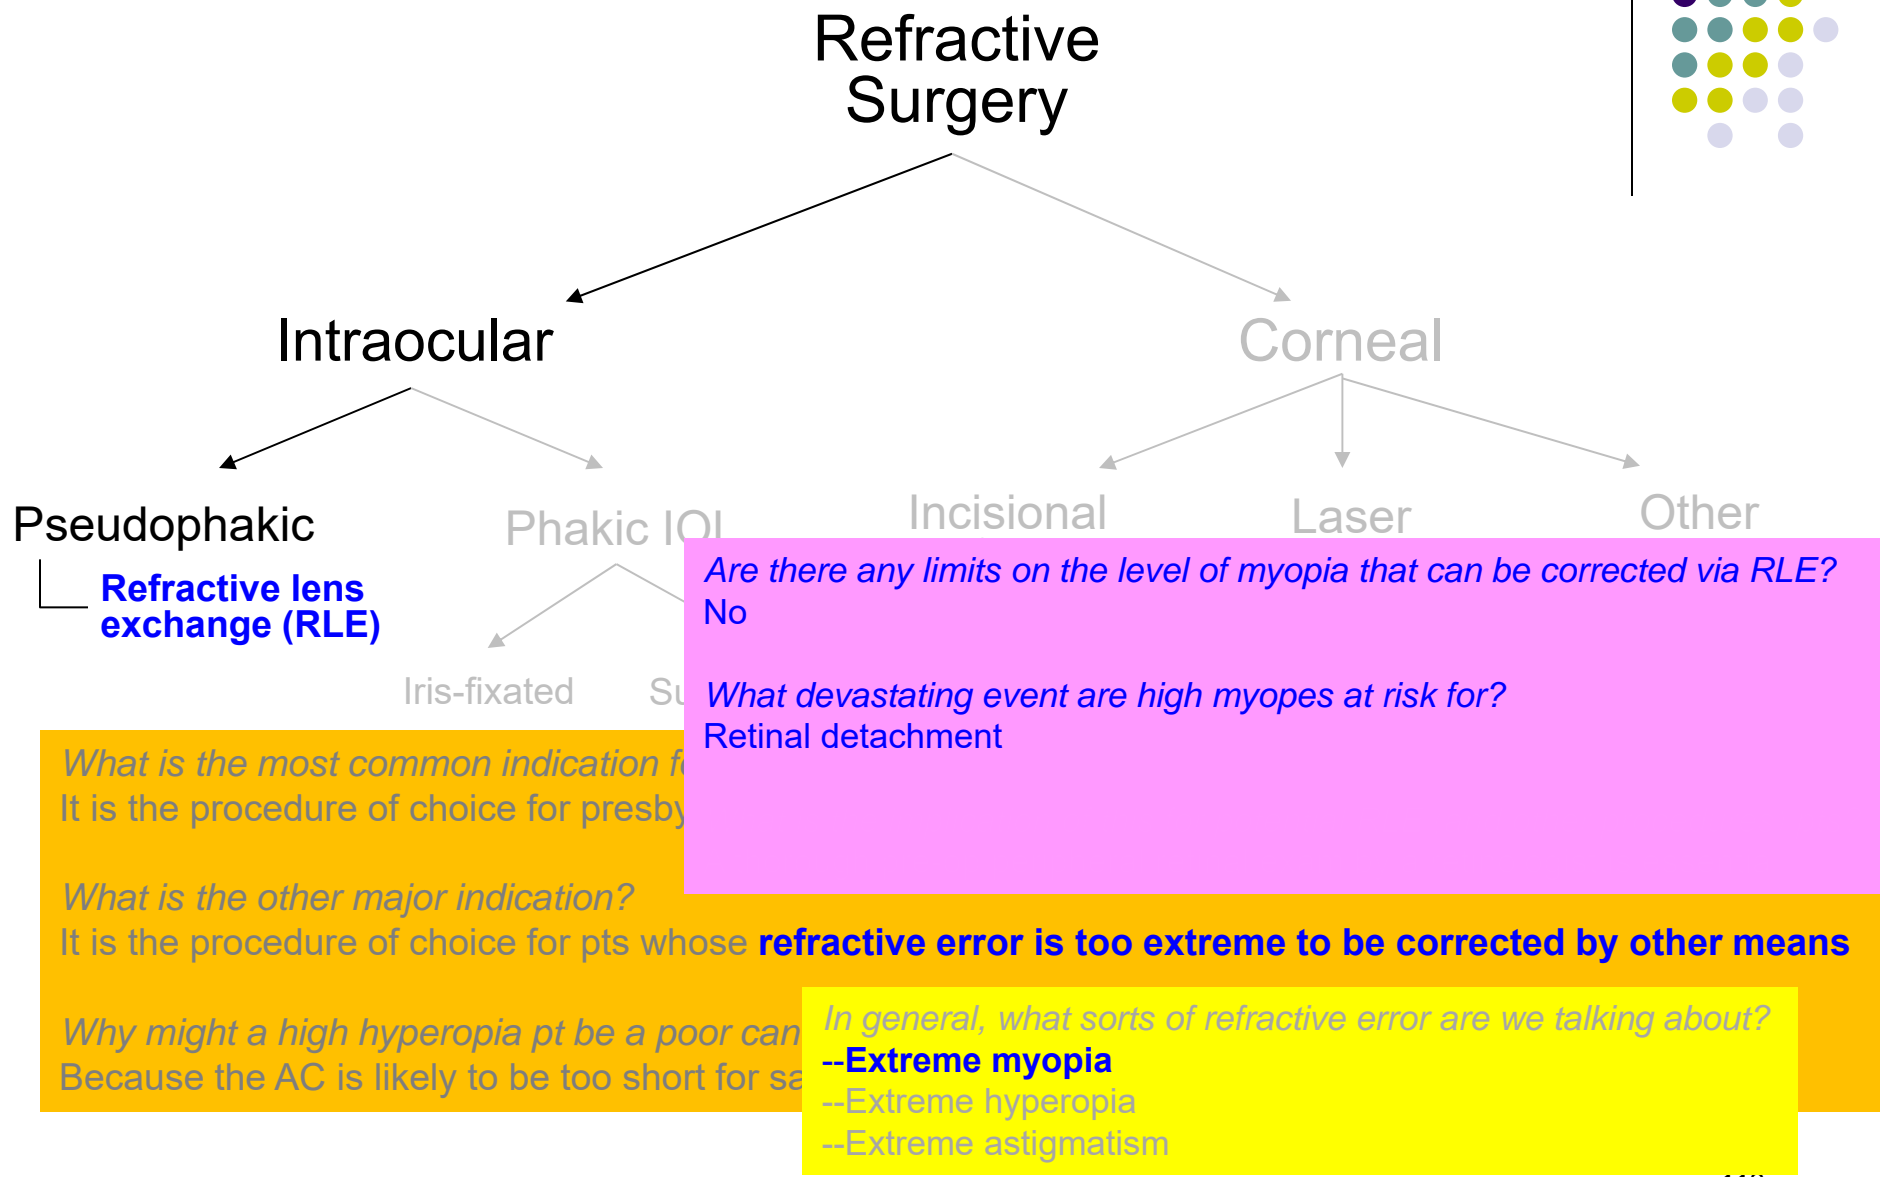 Refractive
Surgery
Intraocular
Corneal
Pseudophakic
Phakic
Incisional
Laser
Other
Refractive lens
exchange (RLE)
Iris-fixated
Are there any limits on the level of myopia that can be corrected via RLE?
No
What devastating event are high myopes at risk for?
Retinal detachment
What is the most common indication
It is the procedure of choice for
What is the other major indication?
It is the procedure of choice for pts whose refractive error is too extreme to be corrected by other means
Why might a high hyperopia pt be a poor
Because the AC is likely to be too short for
In general, what sorts of refractive error are we talking about?
--Extreme myopia
--Extreme hyperopia
--Extreme astigmatism